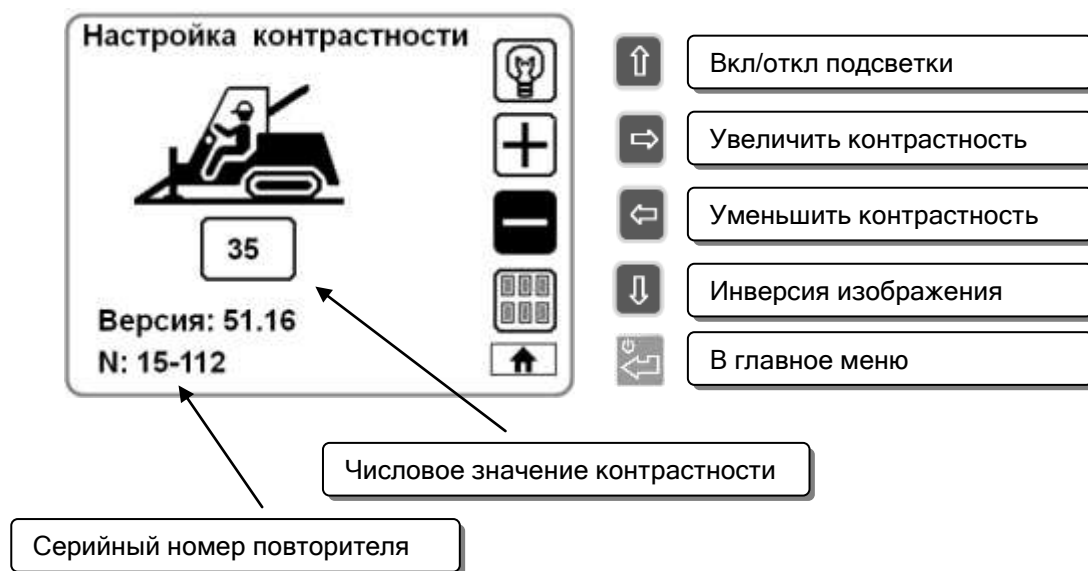 Настройка контрастности
35
Версия: 51.16
N: 15-112
Вкл/откл подсветки
Увеличить контрастность
Уменьшить контрастность
Инверсия изображения
В главное меню
Числовое значение контрастности
Серийный номер повторителя